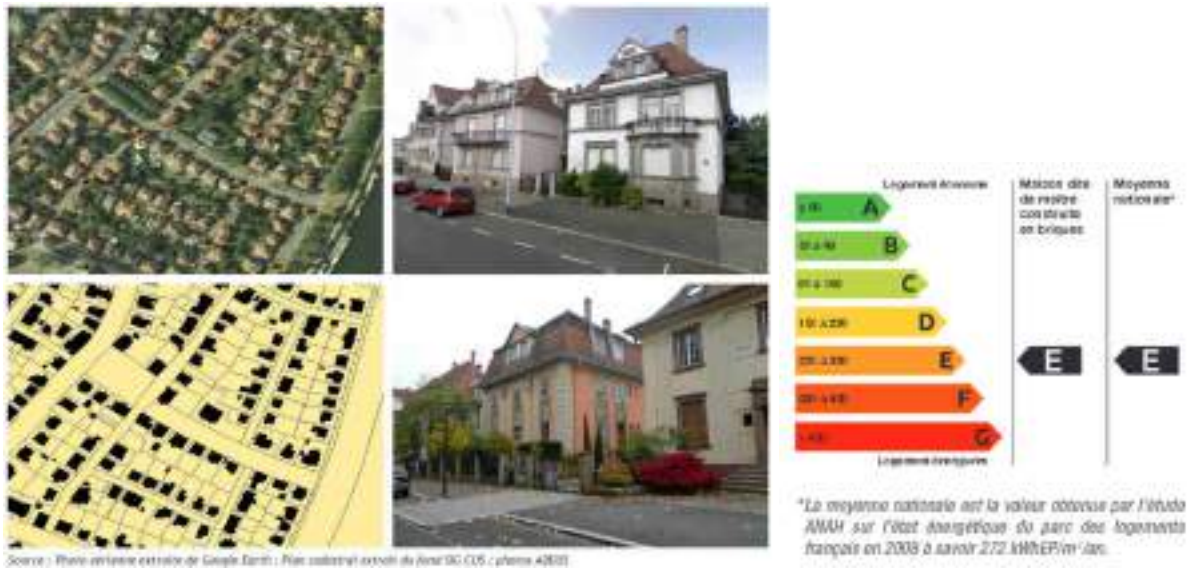 Logement économe
Maison dite
de maître
construite
en briques
Moyenne
nationale*
A
B
C
D
E
F
G
E
E
Logement énergivore
*La moyenne nationale est la valeur obtenue par l'étude
ANAH sur l'état énergétique du parc des logements
français en 2008 à savoir 272 kWhEP/m²/an.
Source : Photo aérienne extraite de Google Earth ; Plan cadastral extrait du fond SIG CUS ; photos ADEUS